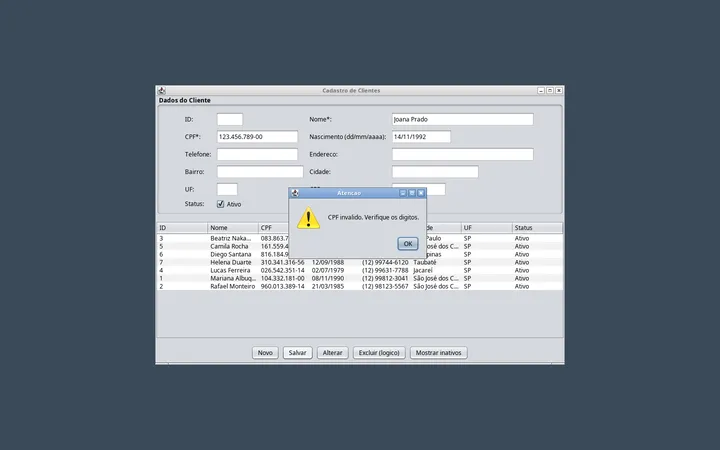 Cadastro de Clientes
Dados do Cliente
ID: Nome*: Joana Prado
CPF*: 123.456.789-00 Nascimento (dd/mm/aaaa): 14/11/1992
Telefone: Endereco:
Bairro: Cidade:
UF:
Status: Ativo
Atencao
CPF invalido. Verifique os digitos.
OK
ID Nome CPF UF Status
3 Beatriz Naka... 083.863.7 Paulo SP Ativo
5 Camila Rocha 161.559.4 José dos C... SP Ativo
6 Diego Santana 816.184.9 pinas SP Ativo
7 Helena Duarte 310.341.316-56 12/09/1988 (12) 99744-6120 Taubaté SP Ativo
4 Lucas Ferreira 026.542.351-14 02/07/1979 (12) 99631-7788 Jacareí SP Ativo
1 Mariana Albuq... 104.332.181-00 08/11/1990 (12) 99812-3041 São José dos C... SP Ativo
2 Rafael Monteiro 960.013.389-14 21/03/1985 (12) 98123-5567 São José dos C... SP Ativo
Novo Salvar Alterar Excluir (logico) Mostrar inativos